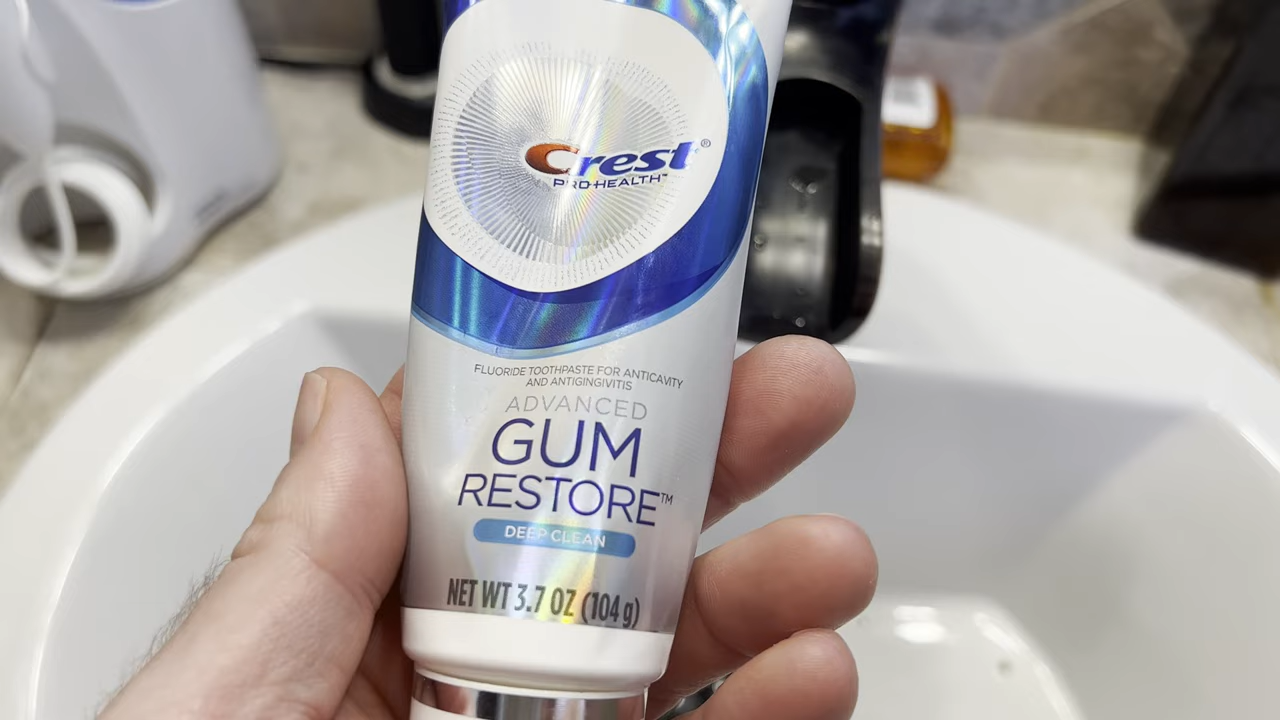 Crest®
PRO-HEALTH™
FLUORIDE TOOTHPASTE FOR ANTICAVITY
AND ANTIGINGIVITIS
ADVANCED
GUM
RESTORE™
DEEP CLEAN
NET WT 3.7 OZ (104 g)